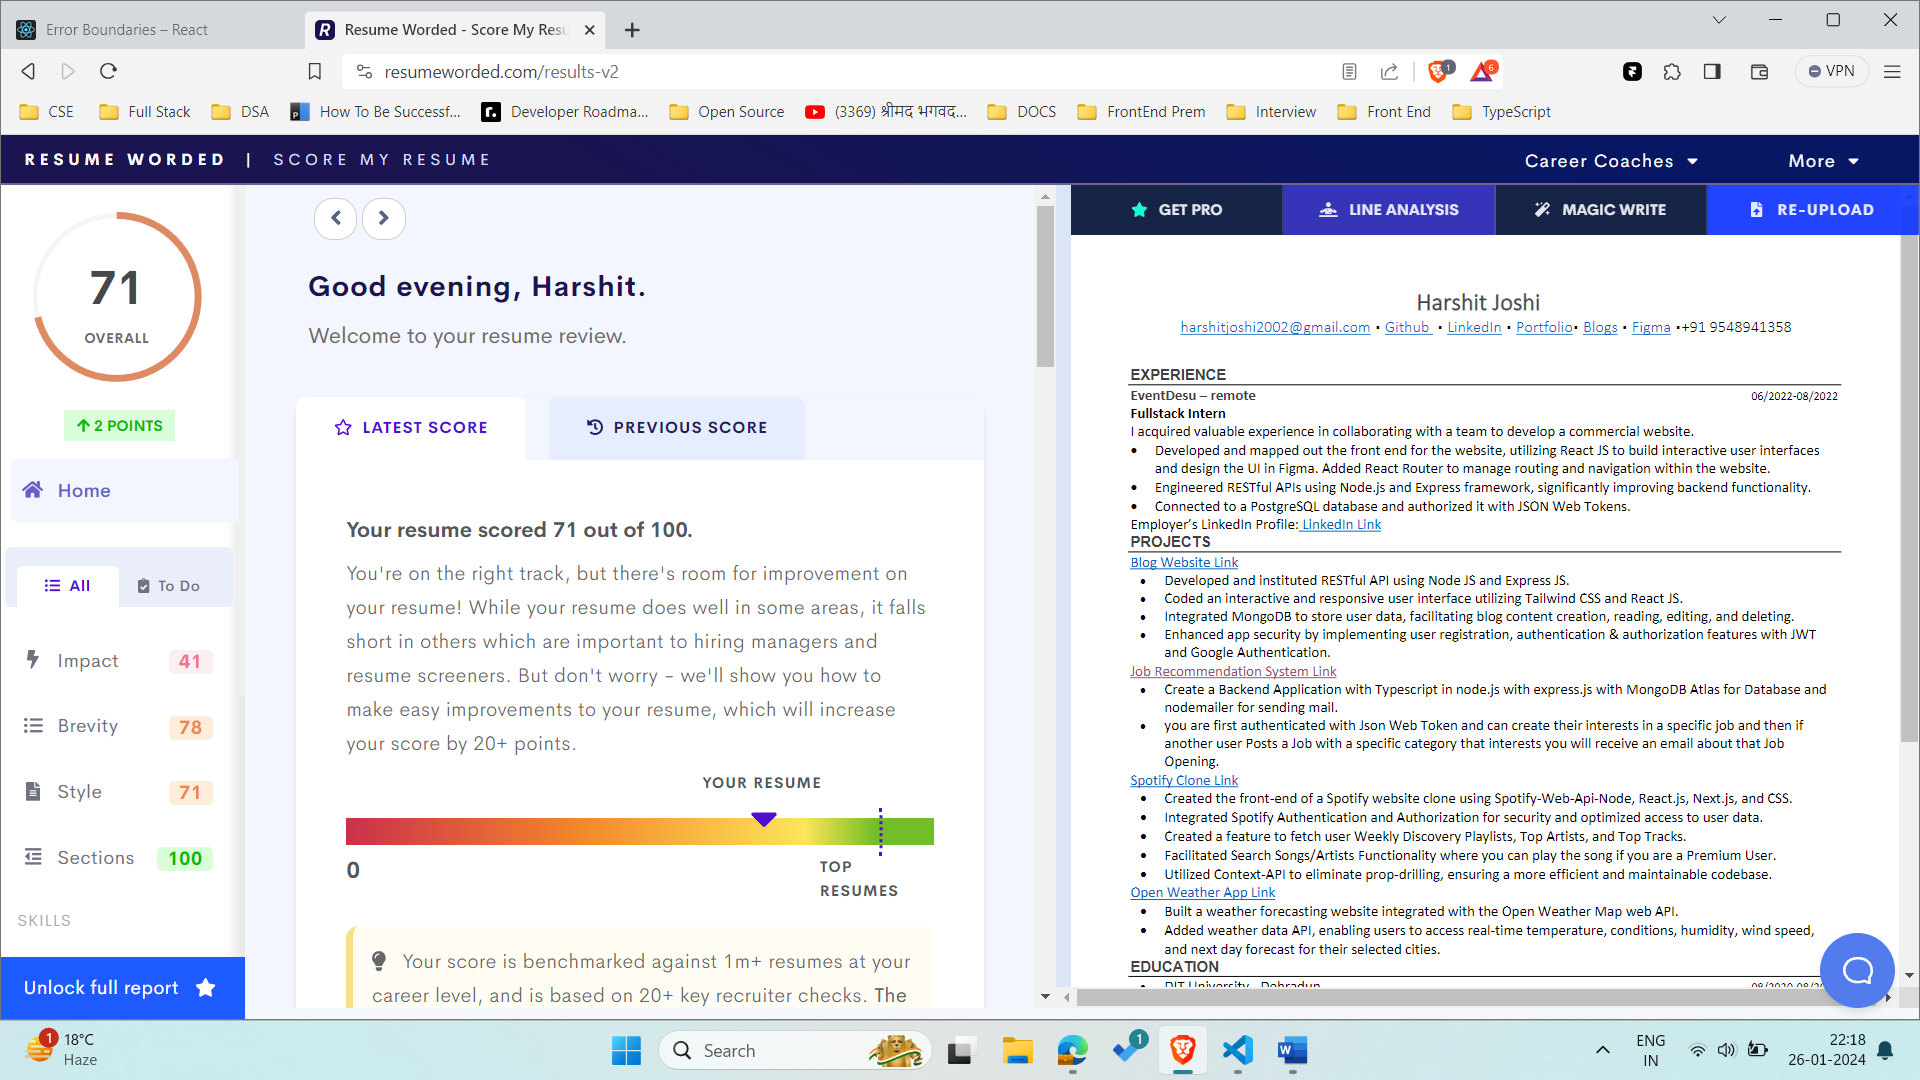 Error Boundaries – React
Resume Worded - Score My Resu
resumeworded.com/results-v2
1
6
VPN
CSE
Full Stack
DSA
How To Be Successf...
Developer Roadma...
Open Source
(3369) श्रीमद भगवद...
DOCS
FrontEnd Prem
Interview
Front End
TypeScript
RESUME WORDED | SCORE MY RESUME
Career Coaches
More
71
OVERALL
2 POINTS
Home
All
To Do
Impact 41
Brevity 78
Style 71
Sections 100
SKILLS
Unlock full report
Good evening, Harshit.
Welcome to your resume review.
LATEST SCORE
PREVIOUS SCORE
Your resume scored 71 out of 100.
You're on the right track, but there's room for improvement on
your resume! While your resume does well in some areas, it falls
short in others which are important to hiring managers and
resume screeners. But don't worry - we'll show you how to
make easy improvements to your resume, which will increase
your score by 20+ points.
YOUR RESUME
0
TOP
RESUMES
Your score is benchmarked against 1m+ resumes at your
career level, and is based on 20+ key recruiter checks. The
GET PRO
LINE ANALYSIS
MAGIC WRITE
RE-UPLOAD
Harshit Joshi
harshitjoshi2002@gmail.com • Github • LinkedIn • Portfolio• Blogs • Figma •+91 9548941358
EXPERIENCE
EventDesu – remote 06/2022-08/2022
Fullstack Intern
I acquired valuable experience in collaborating with a team to develop a commercial website.
• Developed and mapped out the front end for the website, utilizing React JS to build interactive user interfaces
and design the UI in Figma. Added React Router to manage routing and navigation within the website.
• Engineered RESTful APIs using Node.js and Express framework, significantly improving backend functionality.
• Connected to a PostgreSQL database and authorized it with JSON Web Tokens.
Employer's LinkedIn Profile: LinkedIn Link
PROJECTS
Blog Website Link
• Developed and instituted RESTful API using Node JS and Express JS.
• Coded an interactive and responsive user interface utilizing Tailwind CSS and React JS.
• Integrated MongoDB to store user data, facilitating blog content creation, reading, editing, and deleting.
• Enhanced app security by implementing user registration, authentication & authorization features with JWT
and Google Authentication.
Job Recommendation System Link
• Create a Backend Application with Typescript in node.js with express.js with MongoDB Atlas for Database and
nodemailer for sending mail.
• you are first authenticated with Json Web Token and can create their interests in a specific job and then if
another user Posts a Job with a specific category that interests you will receive an email about that Job
Opening.
Spotify Clone Link
• Created the front-end of a Spotify website clone using Spotify-Web-Api-Node, React.js, Next.js, and CSS.
• Integrated Spotify Authentication and Authorization for security and optimized access to user data.
• Created a feature to fetch user Weekly Discovery Playlists, Top Artists, and Top Tracks.
• Facilitated Search Songs/Artists Functionality where you can play the song if you are a Premium User.
• Utilized Context-API to eliminate prop-drilling, ensuring a more efficient and maintainable codebase.
Open Weather App Link
• Built a weather forecasting website integrated with the Open Weather Map web API.
• Added weather data API, enabling users to access real-time temperature, conditions, humidity, wind speed,
and next day forecast for their selected cities.
EDUCATION
• DIT University - Dehradun
1
18°C
Haze
Search
1
ENG
IN
22:18
26-01-2024